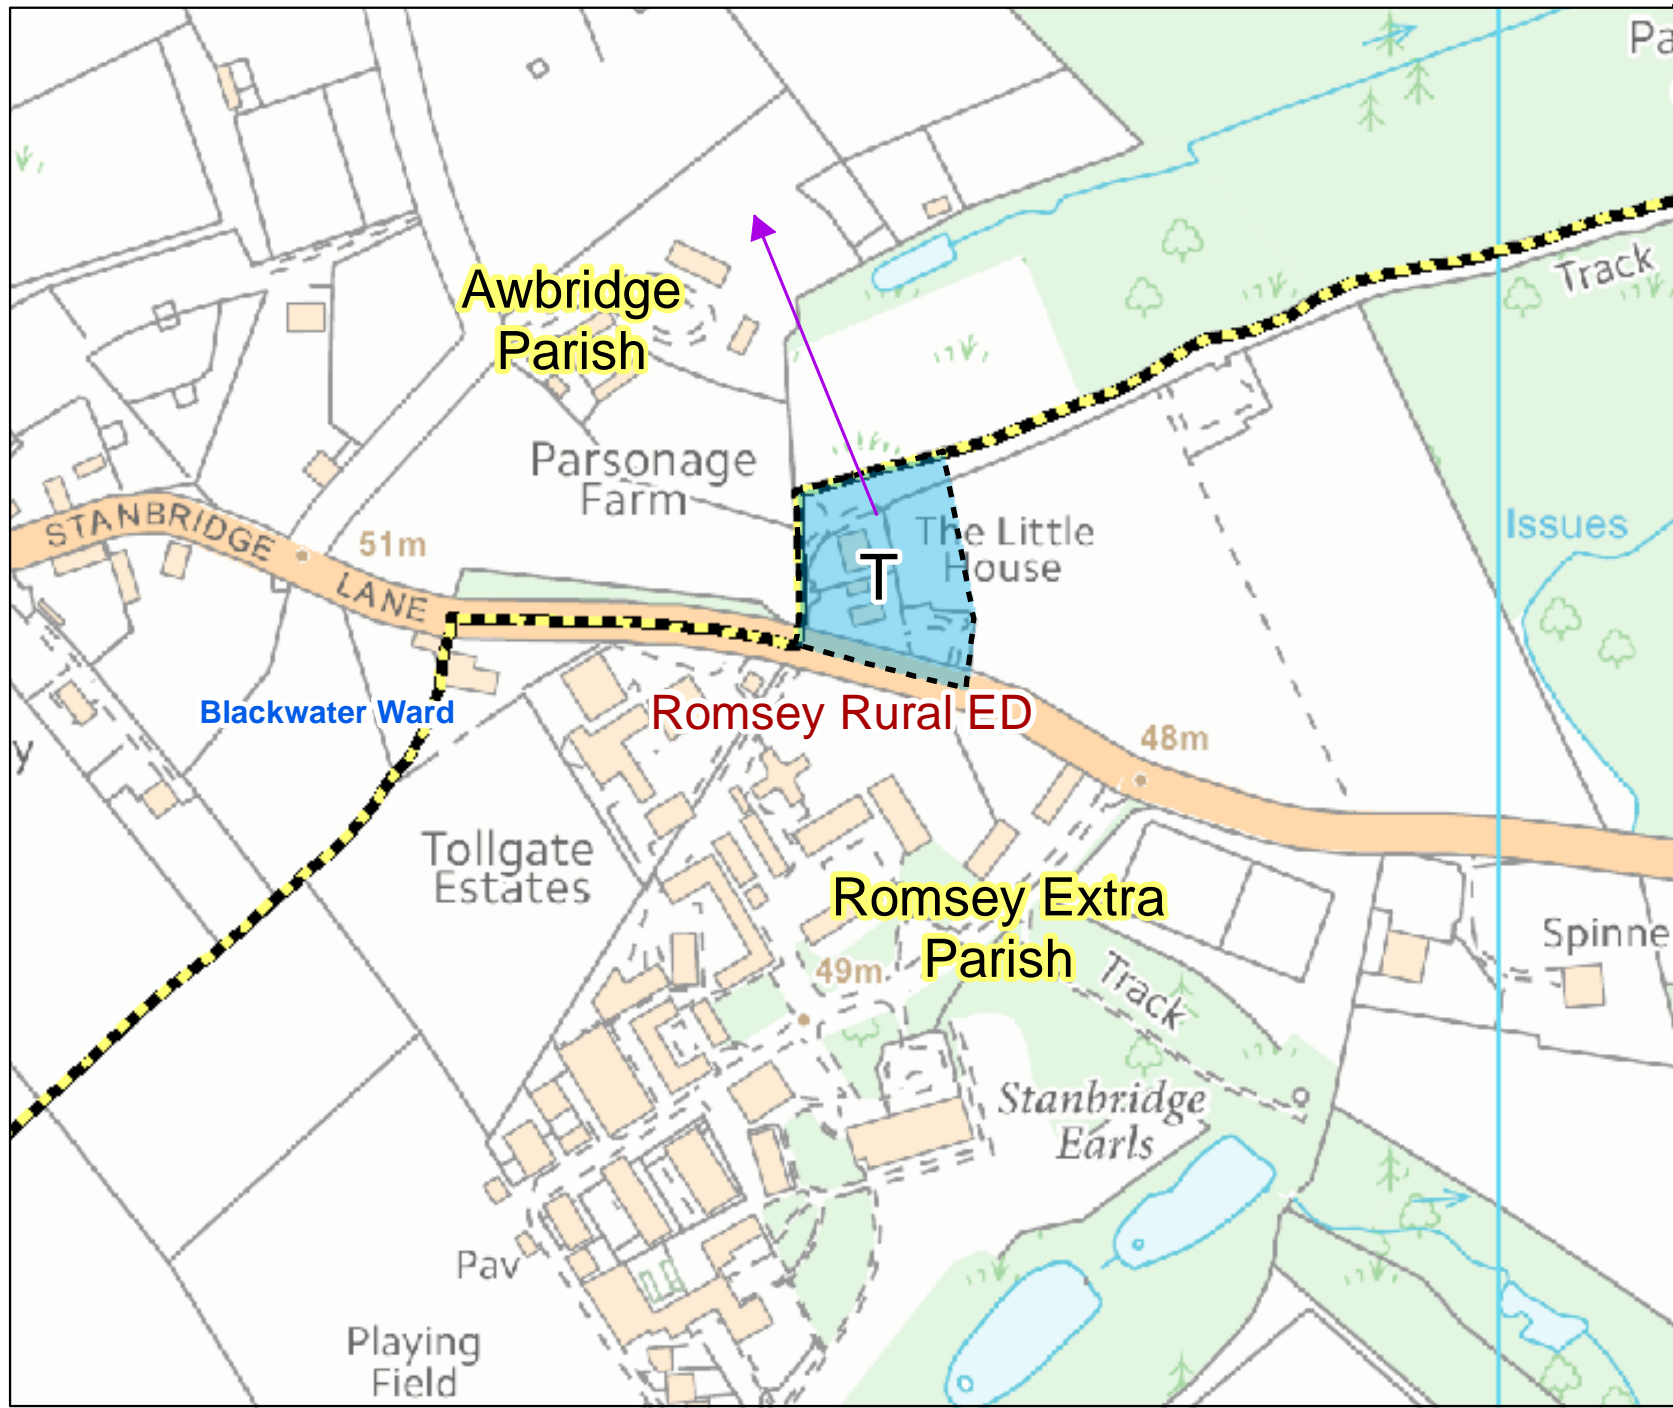 Pa
Track
Awbridge
Parish
Parsonage
Farm
STANBRIDGE LANE
51m
The Little
House
T
Issues
Blackwater Ward
Romsey Rural ED
48m
y
Tollgate
Estates
Romsey Extra
Parish
Spinne
49m
Track
Stanbridge
Earls
Pav
Playing
Field